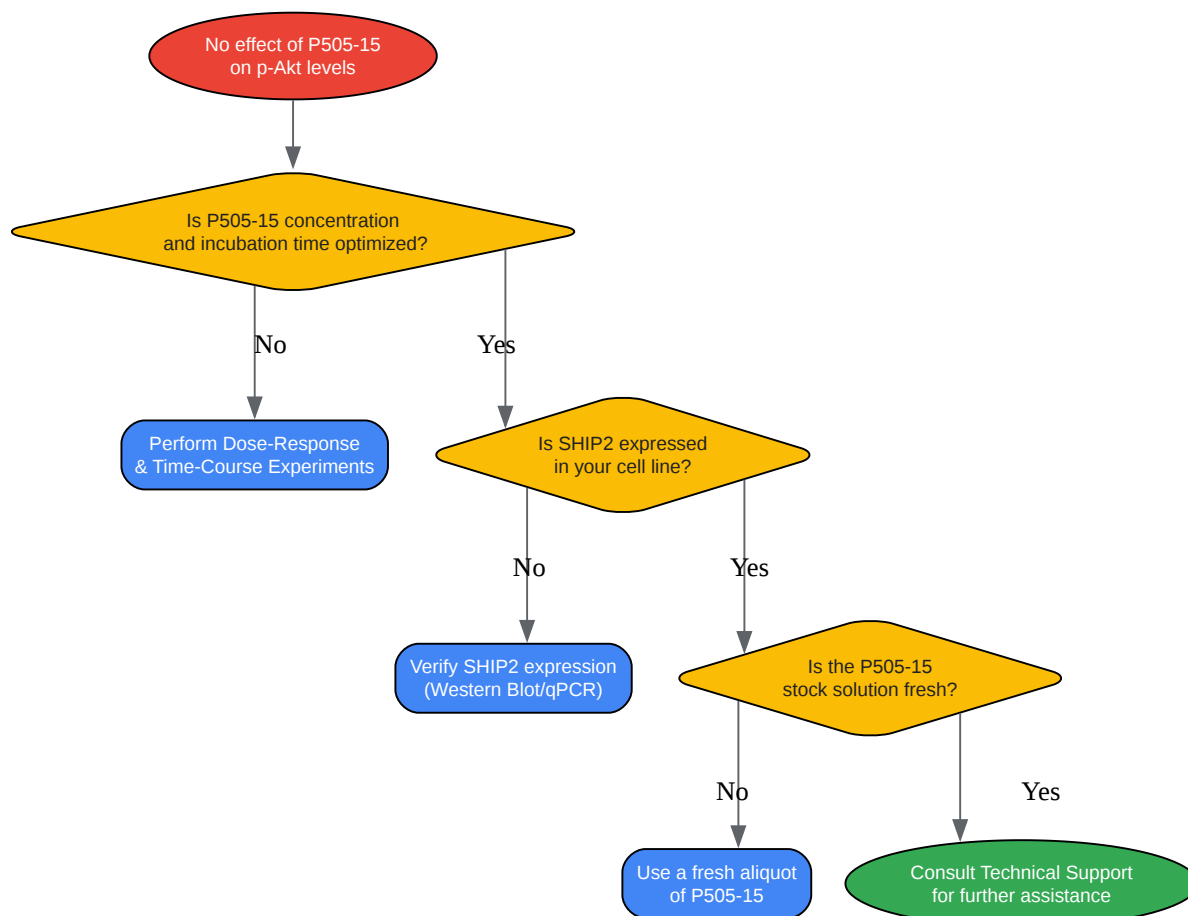 No effect of P505-15
on p-Akt levels
Is P505-15 concentration
and incubation time optimized?
No
Yes
Perform Dose-Response
& Time-Course Experiments
Is SHIP2 expressed
in your cell line?
No
Yes
Verify SHIP2 expression
(Western Blot/qPCR)
Is the P505-15
stock solution fresh?
No
Yes
Use a fresh aliquot
of P505-15
Consult Technical Support
for further assistance